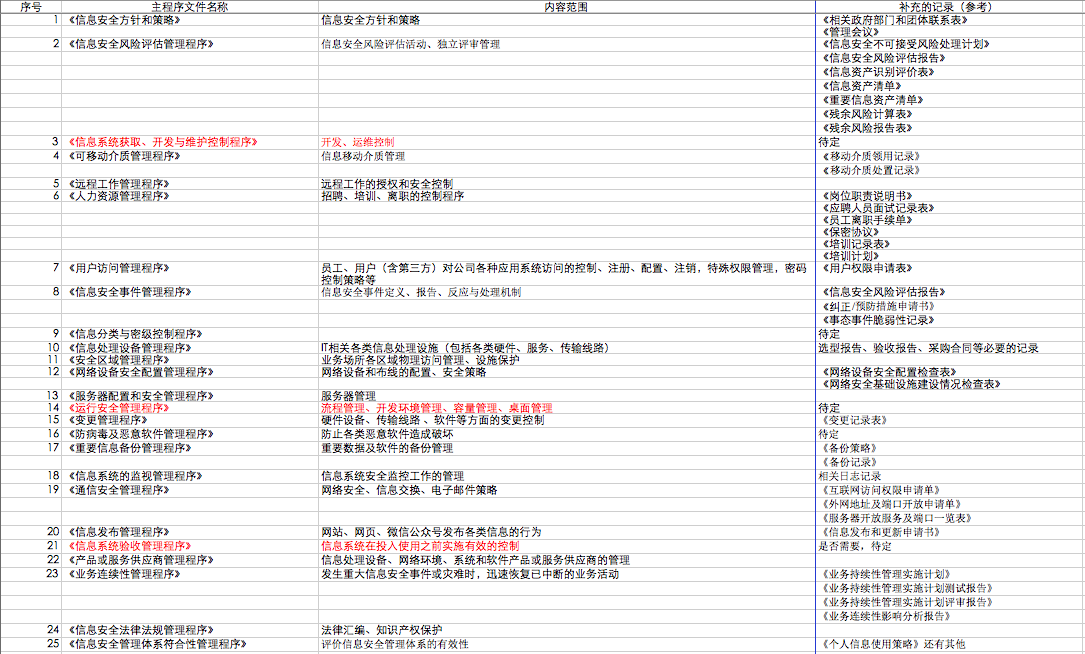 序号 主程序文件名称 内容范围 补充的记录（参考）
1 《信息安全方针和策略》 信息安全方针和策略 《相关政府部门和团体联系表》
《管理会议》
2 《信息安全风险评估管理程序》 信息安全风险评估活动、独立评审管理 《信息安全不可接受风险处理计划》
《信息安全风险评估报告》
《信息资产识别评价表》
《信息资产清单》
《重要信息资产清单》
《残余风险计算表》
《残余风险报告表》
3 《信息系统获取、开发与维护控制程序》 开发、运维控制 待定
4 《可移动介质管理程序》 信息移动介质管理 《移动介质领用记录》
《移动介质处置记录》
5 《远程工作管理程序》 远程工作的授权和安全控制
6 《人力资源管理程序》 招聘、培训、离职的控制程序 《岗位职责说明书》
《应聘人员面试记录表》
《员工离职手续单》
《保密协议》
《培训记录表》
《培训计划》
7 《用户访问管理程序》 员工、用户（含第三方）对公司各种应用系统访问的控制、注册、配置、注销，特殊权限管理，密码 《用户权限申请表》
控制策略等
8 《信息安全事件管理程序》 信息安全事件定义、报告、反应与处理机制 《信息安全风险评估报告》
《纠正/预防措施申请书》
《事态事件脆弱性记录》
9 《信息分类与密级控制程序》 待定
10 《信息处理设备管理程序》 IT相关各类信息处理设施（包括各类硬件、服务、传输线路） 选型报告、验收报告、采购合同等必要的记录
11 《安全区域管理程序》 业务场所各区域物理访问管理、设施保护
12 《网络设备安全配置管理程序》 网络设备和布线的配置、安全策略 《网络设备安全配置检查表》
《网络安全基础设施建设情况检查表》
13 《服务器配置和安全管理程序》 服务器管理
14 《运行安全管理程序》 流程管理、开发环境管理、容量管理、桌面管理 待定
15 《变更管理程序》 硬件设备、传输线路 、软件等方面的变更控制 《变更记录表》
16 《防病毒及恶意软件管理程序》 防止各类恶意软件造成破坏 待定
17 《重要信息备份管理程序》 重要数据及软件的备份管理 《备份策略》
《备份记录》
18 《信息系统的监视管理程序》 信息系统安全监控工作的管理 相关日志记录
19 《通信安全管理程序》 网络安全、信息交换、电子邮件策略 《互联网访问权限申请单》
《外网地址及端口开放申请单》
《服务器开放服务及端口一览表》
20 《信息发布管理程序》 网站、网页、微信公众号发布各类信息的行为 《信息发布和更新申请书》
21 《信息系统验收管理程序》 信息系统在投入使用之前实施有效的控制 是否需要，待定
22 《产品或服务供应商管理程序》 信息处理设备、网络环境、系统和软件产品或服务供应商的管理
23 《业务连续性管理程序》 发生重大信息安全事件或灾难时，迅速恢复已中断的业务活动 《业务持续性管理实施计划》
《业务持续性管理实施计划测试报告》
《业务持续性管理实施计划评审报告》
《业务连续性影响分析报告》
24 《信息安全法律法规管理程序》 法律汇编、知识产权保护
25 《信息安全管理体系符合性管理程序》 评价信息安全管理体系的有效性 《个人信息使用策略》还有其他